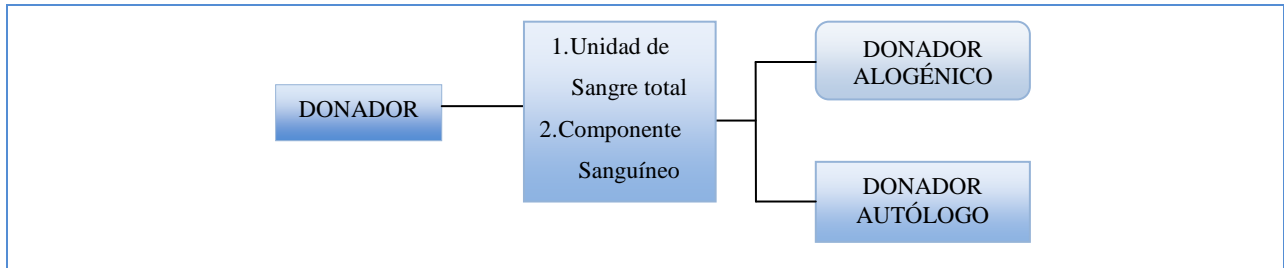 DONADOR
1.Unidad de
Sangre total
2.Componente
Sanguíneo
DONADOR
ALOGÉNICO
DONADOR
AUTÓLOGO